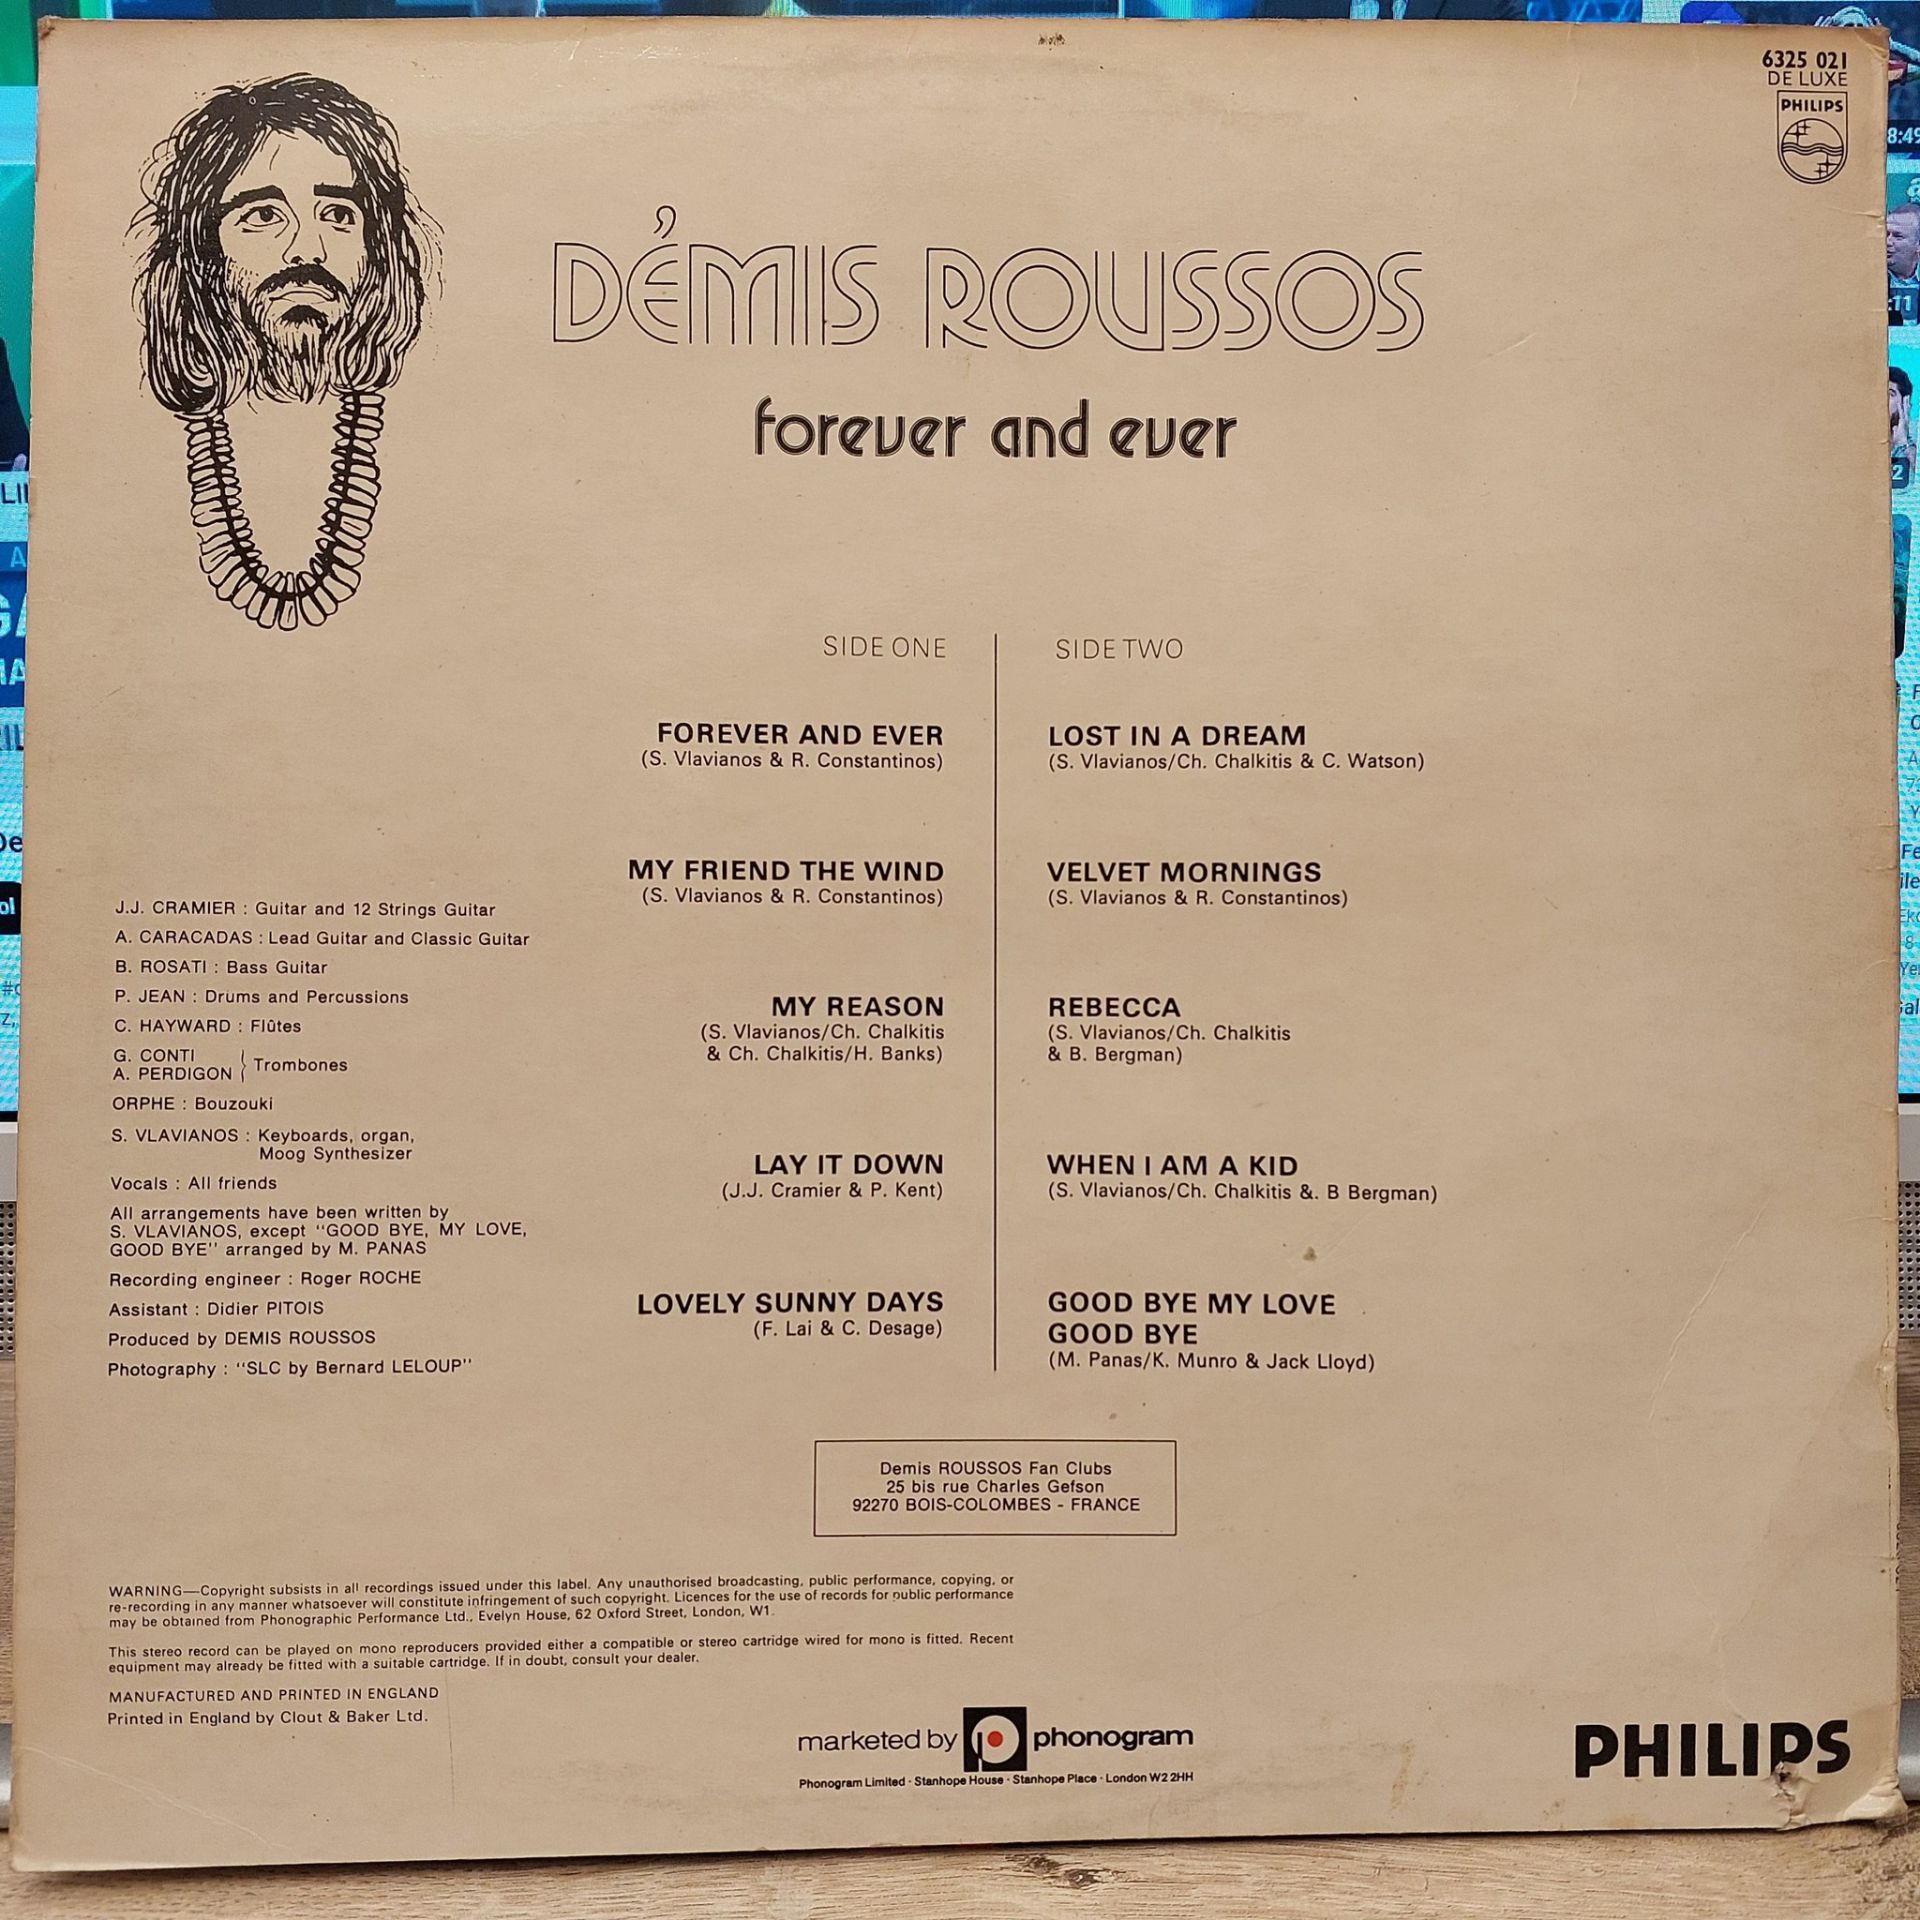 6325 021
DE LUXE
PHILIPS
DÉMIS ROUSSOS
forever and ever
SIDE ONE
FOREVER AND EVER
(S. Vlavianos & R. Constantinos)
MY FRIEND THE WIND
(S. Vlavianos & R. Constantinos)
MY REASON
(S. Vlavianos/Ch. Chalkitis
& Ch. Chalkitis/H. Banks)
LAY IT DOWN
(J.J. Cramier & P. Kent)
LOVELY SUNNY DAYS
(F. Lai & C. Desage)
SIDE TWO
LOST IN A DREAM
(S. Vlavianos/Ch. Chalkitis & C. Watson)
VELVET MORNINGS
(S. Vlavianos & R. Constantinos)
REBECCA
(S. Vlavianos/Ch. Chalkitis
& B. Bergman)
WHEN I AM A KID
(S. Vlavianos/Ch. Chalkitis &. B Bergman)
GOOD BYE MY LOVE
GOOD BYE
(M. Panas/K. Munro & Jack Lloyd)
J.J. CRAMIER : Guitar and 12 Strings Guitar
A. CARACADAS : Lead Guitar and Classic Guitar
B. ROSATI : Bass Guitar
P. JEAN : Drums and Percussions
C. HAYWARD : Flûtes
G. CONTI
A. PERDIGON } Trombones
ORPHE : Bouzouki
S. VLAVIANOS : Keyboards, organ,
Moog Synthesizer
Vocals : All friends
All arrangements have been written by
S. VLAVIANOS, except "GOOD BYE, MY LOVE,
GOOD BYE" arranged by M. PANAS
Recording engineer : Roger ROCHE
Assistant : Didier PITOIS
Produced by DEMIS ROUSSOS
Photography : "SLC by Bernard LELOUP"
Demis ROUSSOS Fan Clubs
25 bis rue Charles Gefson
92270 BOIS-COLOMBES - FRANCE
WARNING—Copyright subsists in all recordings issued under this label. Any unauthorised broadcasting, public performance, copying, or
re-recording in any manner whatsoever will constitute infringement of such copyright. Licences for the use of records for public performance
may be obtained from Phonographic Performance Ltd., Evelyn House, 62 Oxford Street, London, W1.
This stereo record can be played on mono reproducers provided either a compatible or stereo cartridge wired for mono is fitted. Recent
equipment may already be fitted with a suitable cartridge. If in doubt, consult your dealer.
MANUFACTURED AND PRINTED IN ENGLAND
Printed in England by Clout & Baker Ltd.
marketed by phonogram
Phonogram Limited · Stanhope House · Stanhope Place · London W2 2HH
PHILIPS